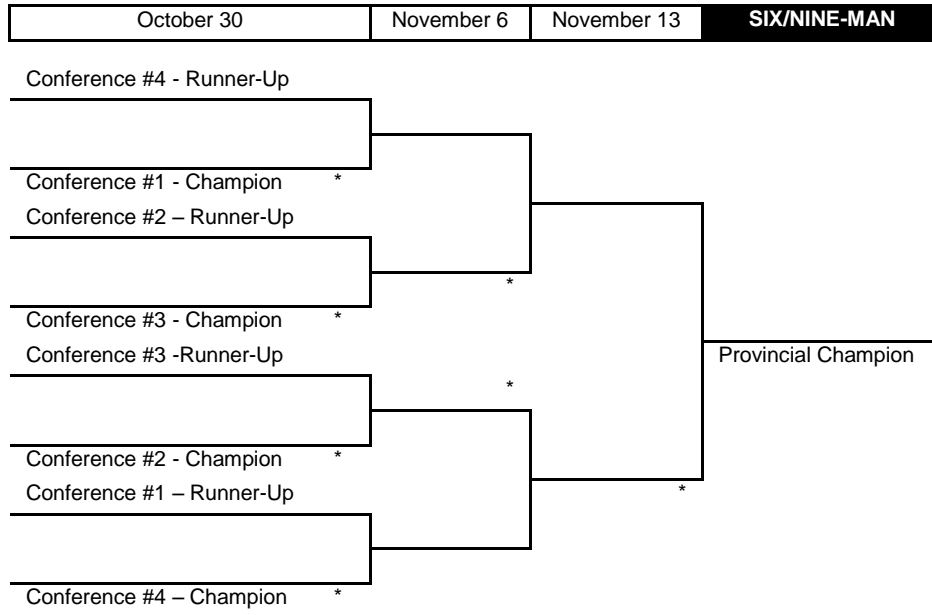 October 30 November 6 November 13 SIX/NINE-MAN
Conference #4 - Runner-Up
Conference #1 - Champion *
Conference #2 – Runner-Up
*
Conference #3 - Champion *
Conference #3 -Runner-Up Provincial Champion
*
Conference #2 - Champion *
Conference #1 – Runner-Up *
Conference #4 – Champion *